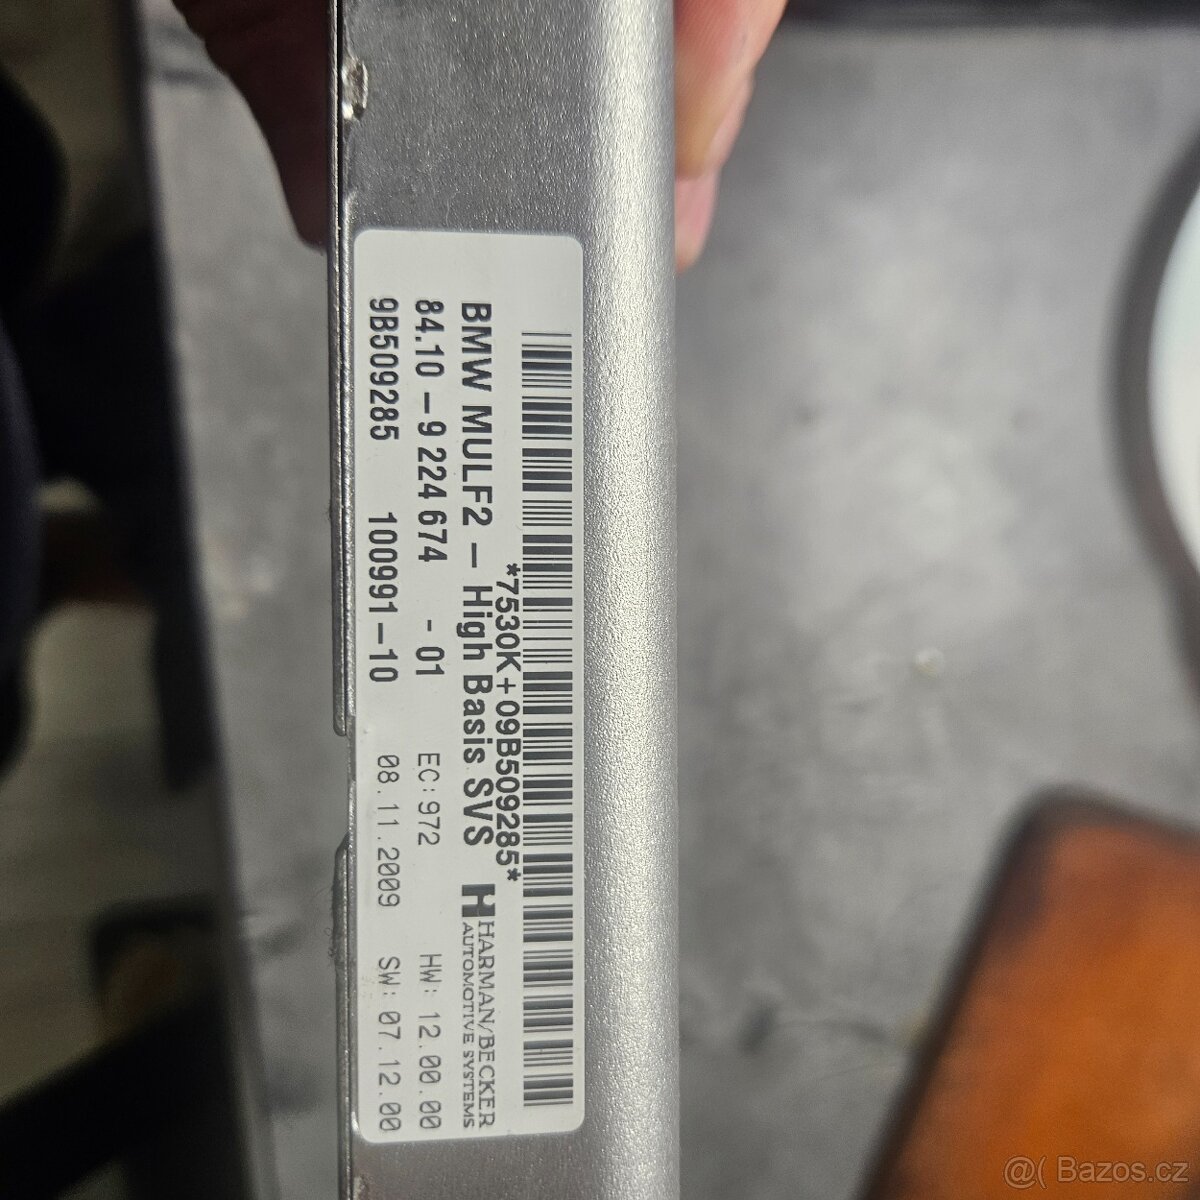 *7530K+09B509285*
BMW MULF2 – High Basis SVS
H HARMAN/BECKER
AUTOMOTIVE SYSTEMS
84.10 – 9 224 674 - 01 EC:972 HW: 12.00.00
9B509285 100991–10 08.11.2009 SW: 07.12.00
@( Bazos.cz